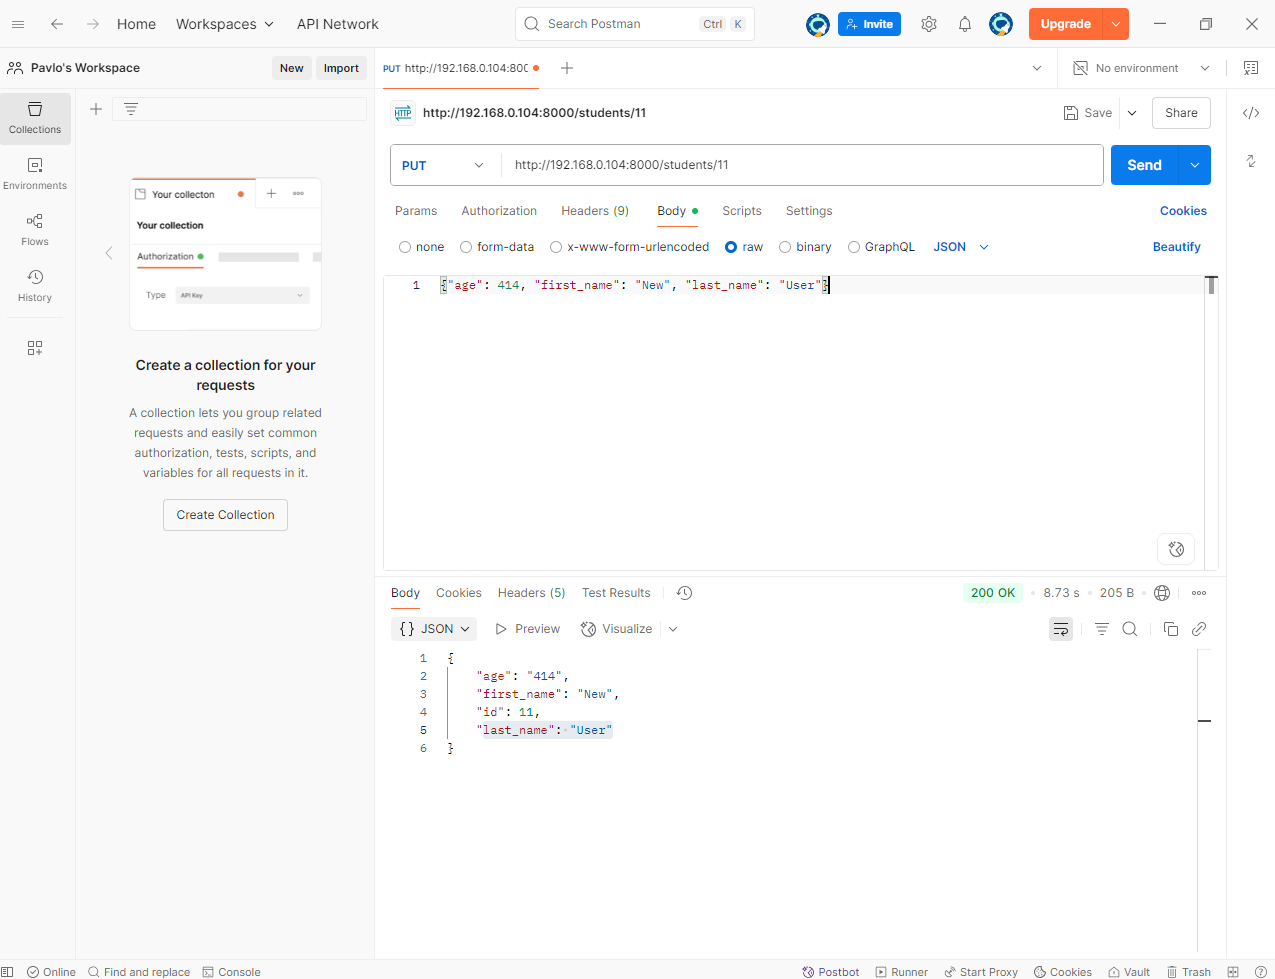 Home Workspaces API Network Search Postman Ctrl K Invite Upgrade
Pavlo's Workspace New Import PUT http://192.168.0.104:800 No environment
Collections
Environments
Flows
History
Your collecton
Your collection
Authorization
Type API Key
Create a collection for your
requests
A collection lets you group related
requests and easily set common
authorization, tests, scripts, and
variables for all requests in it.
Create Collection
HTTP http://192.168.0.104:8000/students/11 Save Share
PUT http://192.168.0.104:8000/students/11 Send
Params Authorization Headers (9) Body Scripts Settings Cookies
none form-data x-www-form-urlencoded raw binary GraphQL JSON Beautify
1 {"age": 414, "first_name": "New", "last_name": "User"}
Body Cookies Headers (5) Test Results 200 OK 8.73 s 205 B
{} JSON Preview Visualize
1 {
2 "age": "414",
3 "first_name": "New",
4 "id": 11,
5 "last_name": "User"
6 }
Online Find and replace Console Postbot Runner Start Proxy Cookies Vault Trash